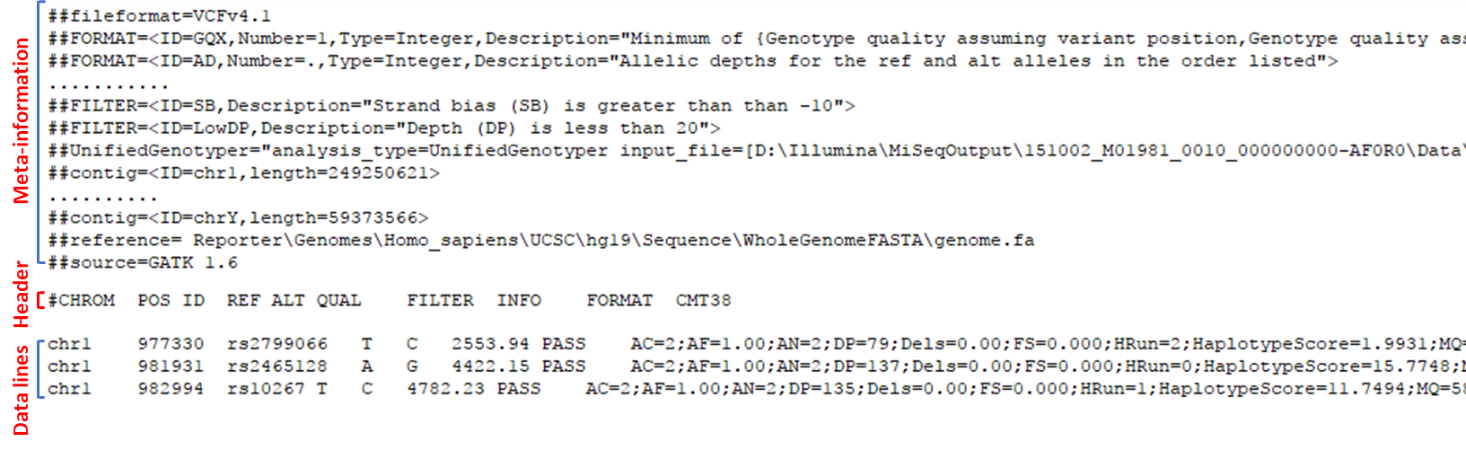 Meta-information
##fileformat=VCFv4.1
##FORMAT=<ID=GQX,Number=1,Type=Integer,Description="Minimum of {Genotype quality assuming variant position,Genotype quality ass
##FORMAT=<ID=AD,Number=.,Type=Integer,Description="Allelic depths for the ref and alt alleles in the order listed">
...........
##FILTER=<ID=SB,Description="Strand bias (SB) is greater than than -10">
##FILTER=<ID=LowDP,Description="Depth (DP) is less than 20">
##UnifiedGenotyper="analysis_type=UnifiedGenotyper input_file=[D:\Illumina\MiSeqOutput\151002_M01981_0010_000000000-AF0R0\Data\
##contig=<ID=chr1,length=249250621>
..........
##contig=<ID=chrY,length=59373566>
##reference= Reporter\Genomes\Homo_sapiens\UCSC\hg19\Sequence\WholeGenomeFASTA\genome.fa
##source=GATK 1.6
Header
#CHROM POS ID REF ALT QUAL FILTER INFO FORMAT CMT38
Data lines
chr1 977330 rs2799066 T C 2553.94 PASS AC=2;AF=1.00;AN=2;DP=79;Dels=0.00;FS=0.000;HRun=2;HaplotypeScore=1.9931;MQ=
chr1 981931 rs2465128 A G 4422.15 PASS AC=2;AF=1.00;AN=2;DP=137;Dels=0.00;FS=0.000;HRun=0;HaplotypeScore=15.7748;M
chr1 982994 rs10267 T C 4782.23 PASS AC=2;AF=1.00;AN=2;DP=135;Dels=0.00;FS=0.000;HRun=1;HaplotypeScore=11.7494;MQ=58